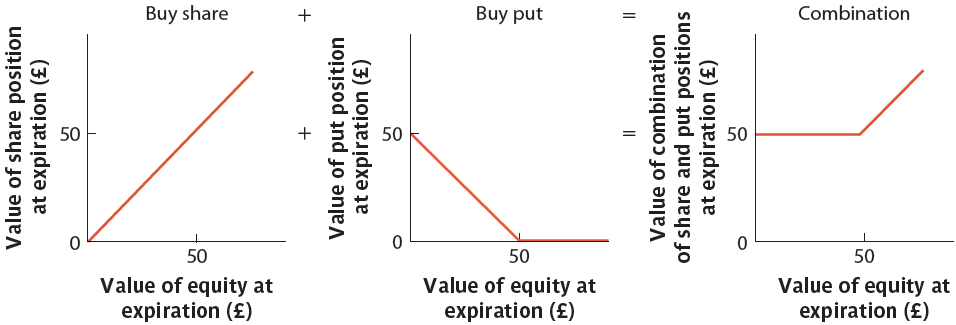 Buy share + Buy put = Combination
Value of share position
at expiration (£)
50
0
50
Value of equity at
expiration (£)
+
Value of put position
at expiration (£)
50
0
50
Value of equity at
expiration (£)
=
Value of combination
of share and put positions
at expiration (£)
50
0
50
Value of equity at
expiration (£)